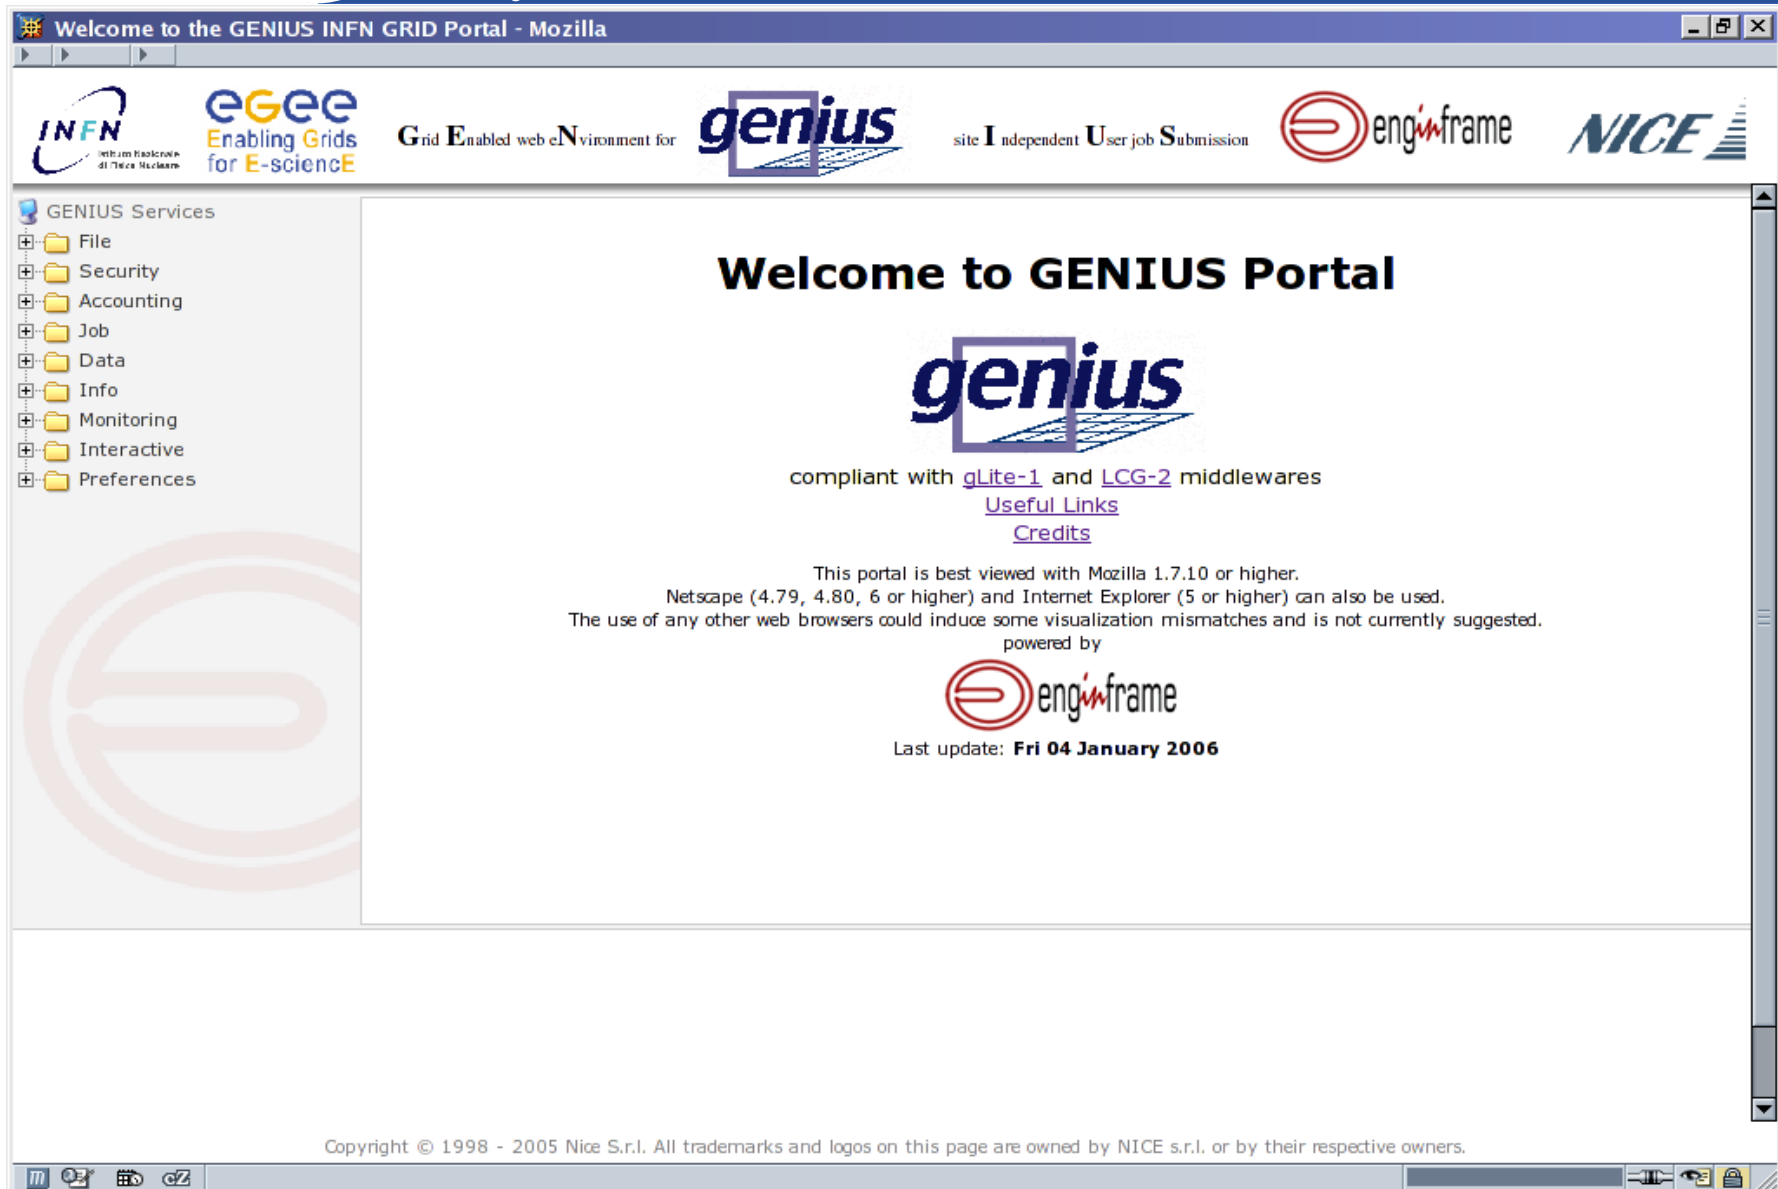 Welcome to the GENIUS INFN GRID Portal - Mozilla
INFN
Istituto Nazionale
di Fisica Nucleare
eGee
Enabling Grids
for E-sciencE
Grid Enabled web eNvironment for
genius
site Independent User job Submission
enginframe
NICE
GENIUS Services
File
Security
Accounting
Job
Data
Info
Monitoring
Interactive
Preferences
Welcome to GENIUS Portal
genius
compliant with gLite-1 and LCG-2 middlewares
Useful Links
Credits
This portal is best viewed with Mozilla 1.7.10 or higher.
Netscape (4.79, 4.80, 6 or higher) and Internet Explorer (5 or higher) can also be used.
The use of any other web browsers could induce some visualization mismatches and is not currently suggested.
powered by
enginframe
Last update: Fri 04 January 2006
Copyright © 1998 - 2005 Nice S.r.l. All trademarks and logos on this page are owned by NICE s.r.l. or by their respective owners.